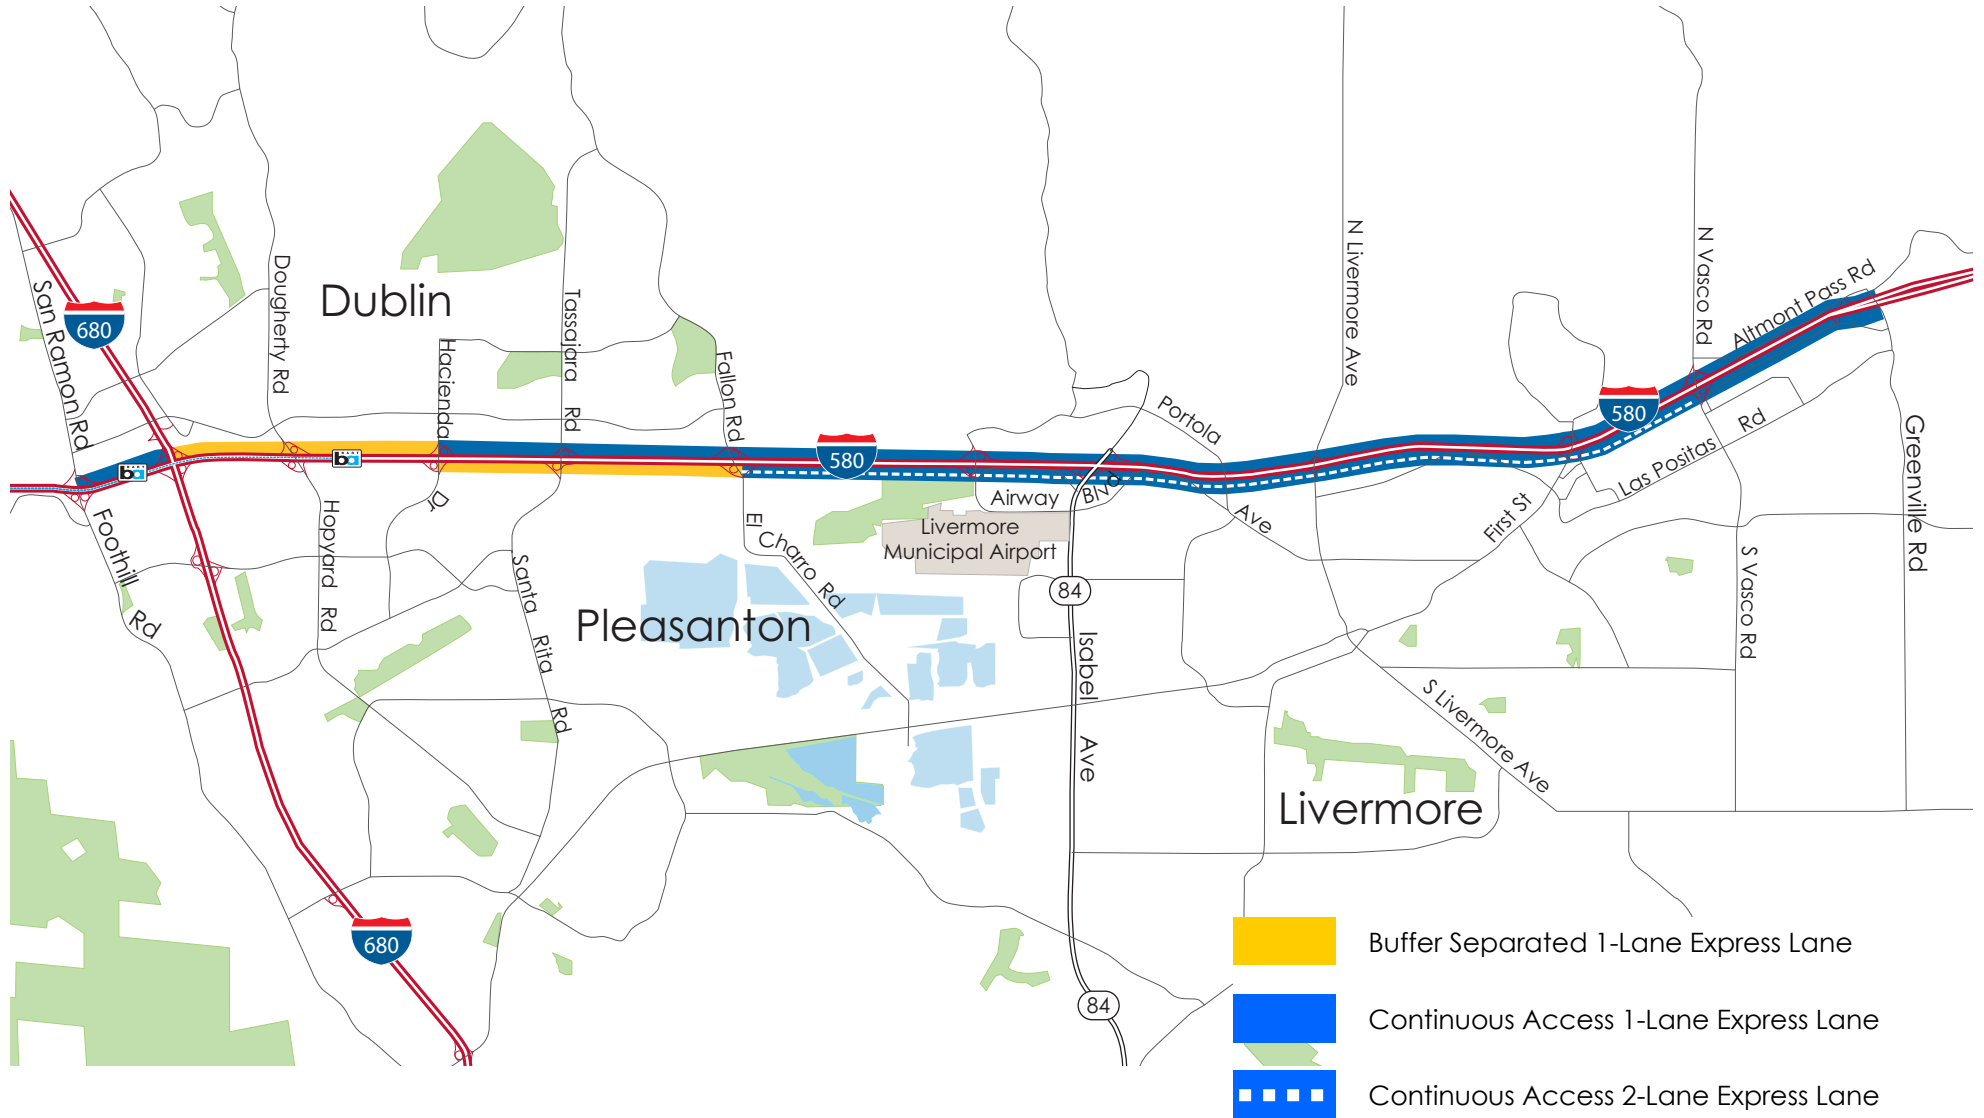 San Ramon Rd
680
Dougherty Rd
Dublin
Hacienda
Dr
Tassajara Rd
Fallon Rd
ba
ba
580
Portola
Ave
N Livermore Ave
N Vasco Rd
Altmont Pass Rd
580
Las Positas Rd
Greenville Rd
Foothill Rd
Hopyard Rd
Santa Rita Rd
El Charro Rd
Airway Blvd
Livermore
Municipal Airport
First St
S Vasco Rd
84
Pleasanton
Isabel Ave
S Livermore Ave
Livermore
680
84
Buffer Separated 1-Lane Express Lane
Continuous Access 1-Lane Express Lane
Continuous Access 2-Lane Express Lane